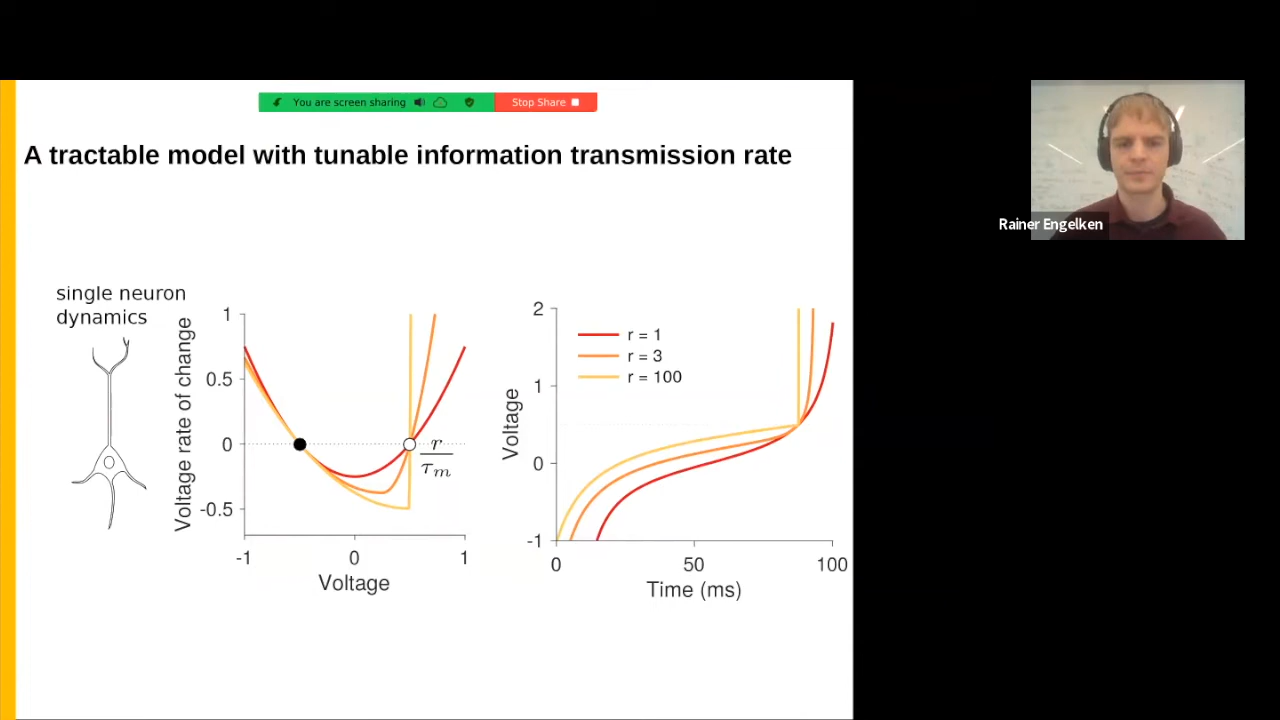 You are screen sharing
Stop Share
A tractable model with tunable information transmission rate
Rainer Engelken
single neuron
dynamics
Voltage rate of change
1
0.5
0
-0.5
-1
0
1
Voltage
r
τm
Voltage
2
1
0
-1
r = 1
r = 3
r = 100
0
50
100
Time (ms)